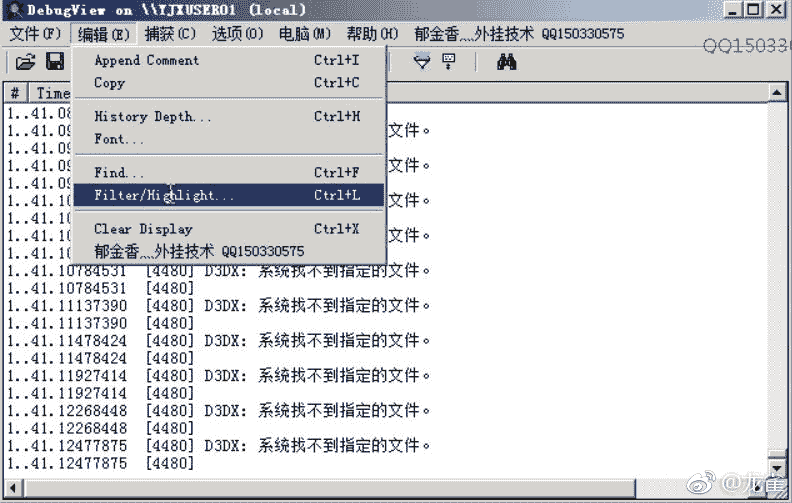 DebugView on \\YJXUSER01 (local)
文件(F) 编辑(E) 捕获(C) 选项(O) 电脑(M) 帮助(H) 郁金香灬外挂技术 QQ150330575
QQ15033
Append Comment Ctrl+I
Copy Ctrl+C
# Time
History Depth... Ctrl+H
Font...
Find... Ctrl+F
Filter/Highlight... Ctrl+L
Clear Display Ctrl+X
郁金香灬外挂技术 QQ150330575
1..41.08
1..41.09 文件。
1..41.09
1..41.09 文件。
1..41.09
1..41.10 文件。
1..41.10
1..41.10 文件。
1..41.10
1..41.10784531 [4480] D3DX: 系统找不到指定的文件。
1..41.10784531 [4480]
1..41.11137390 [4480] D3DX: 系统找不到指定的文件。
1..41.11137390 [4480]
1..41.11478424 [4480] D3DX: 系统找不到指定的文件。
1..41.11478424 [4480]
1..41.11927414 [4480] D3DX: 系统找不到指定的文件。
1..41.11927414 [4480]
1..41.12268448 [4480] D3DX: 系统找不到指定的文件。
1..41.12268448 [4480]
1..41.12477875 [4480] D3DX: 系统找不到指定的文件。
1..41.12477875 [4480]
@龙雀